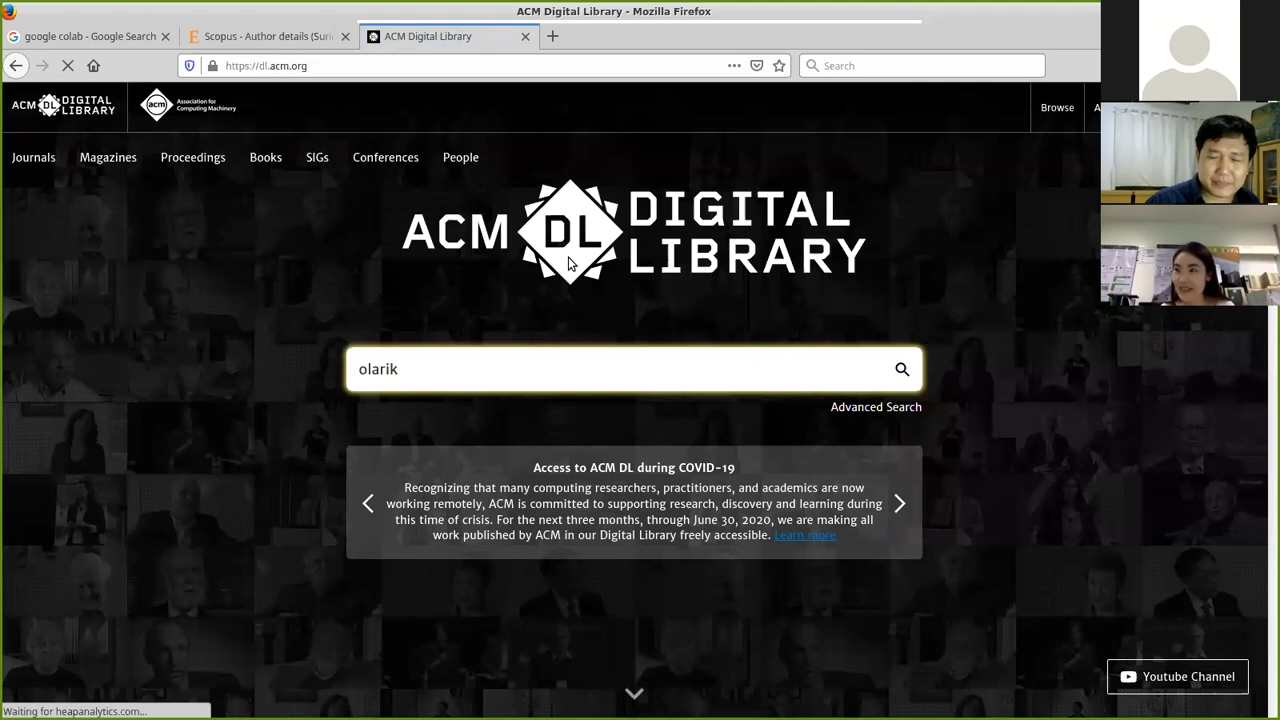 ACM Digital Library - Mozilla Firefox
google colab - Google Search
Scopus - Author details (Suri
ACM Digital Library
https://dl.acm.org
Search
ACM DL DIGITAL LIBRARY
acm Association for Computing Machinery
Browse
A
Journals
Magazines
Proceedings
Books
SIGs
Conferences
People
ACM DL DIGITAL
LIBRARY
olarik
Advanced Search
Access to ACM DL during COVID-19
Recognizing that many computing researchers, practitioners, and academics are now
working remotely, ACM is committed to supporting research, discovery and learning during
this time of crisis. For the next three months, through June 30, 2020, we are making all
work published by ACM in our Digital Library freely accessible. Learn more
Youtube Channel
Waiting for heapanalytics.com...